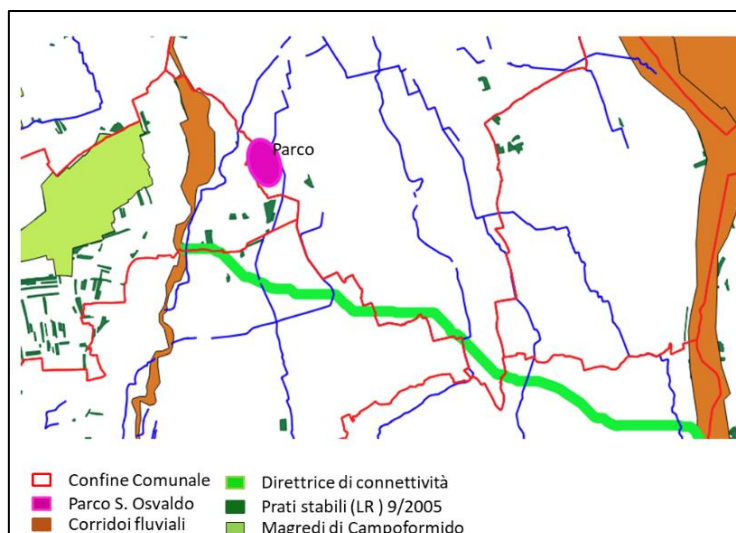 Parco
Confine Comunale
Direttrice di connettività
Parco S. Osvaldo
Prati stabili (LR ) 9/2005
Corridoi fluviali
Magredi di Campoformido